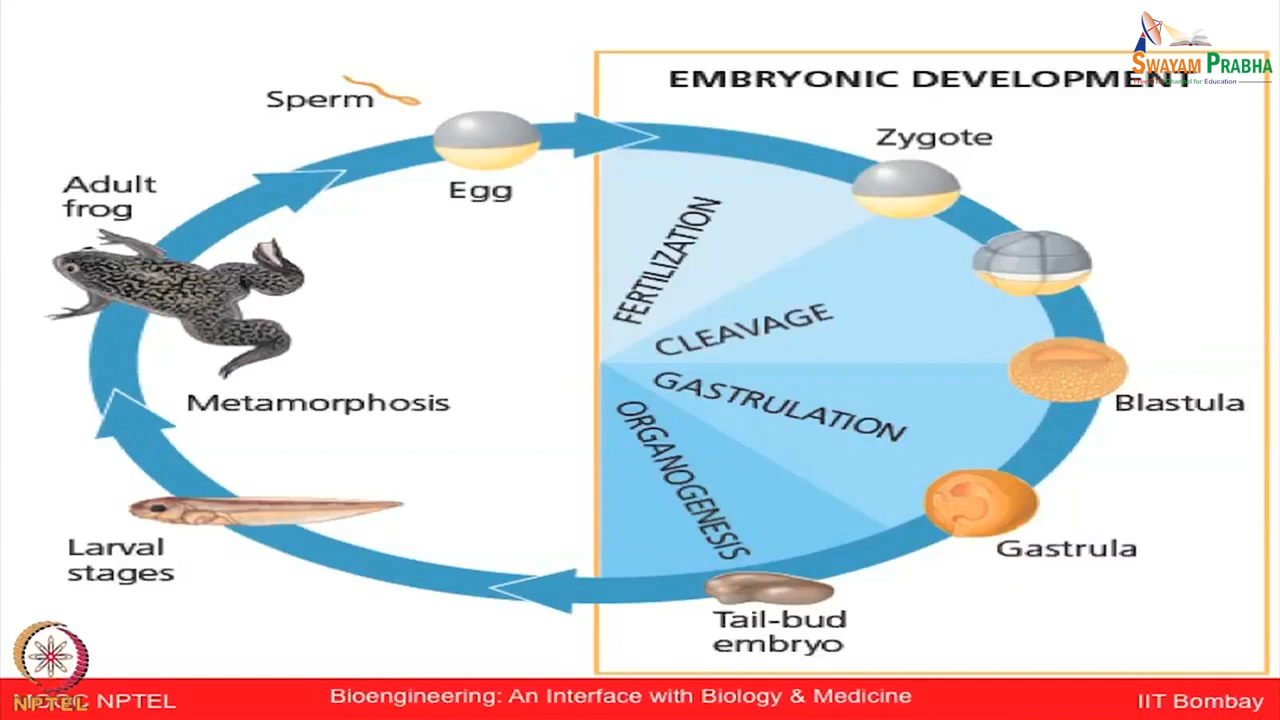 SWAYAM PRABHA
EMBRYONIC DEVELOPMENT
Sperm
Zygote
Egg
Adult
frog
FERTILIZATION
CLEAVAGE
GASTRULATION
ORGANOGENESIS
Metamorphosis
Blastula
Larval
stages
Gastrula
Tail-bud
embryo
NPTEL
Bioengineering: An Interface with Biology & Medicine
IIT Bombay